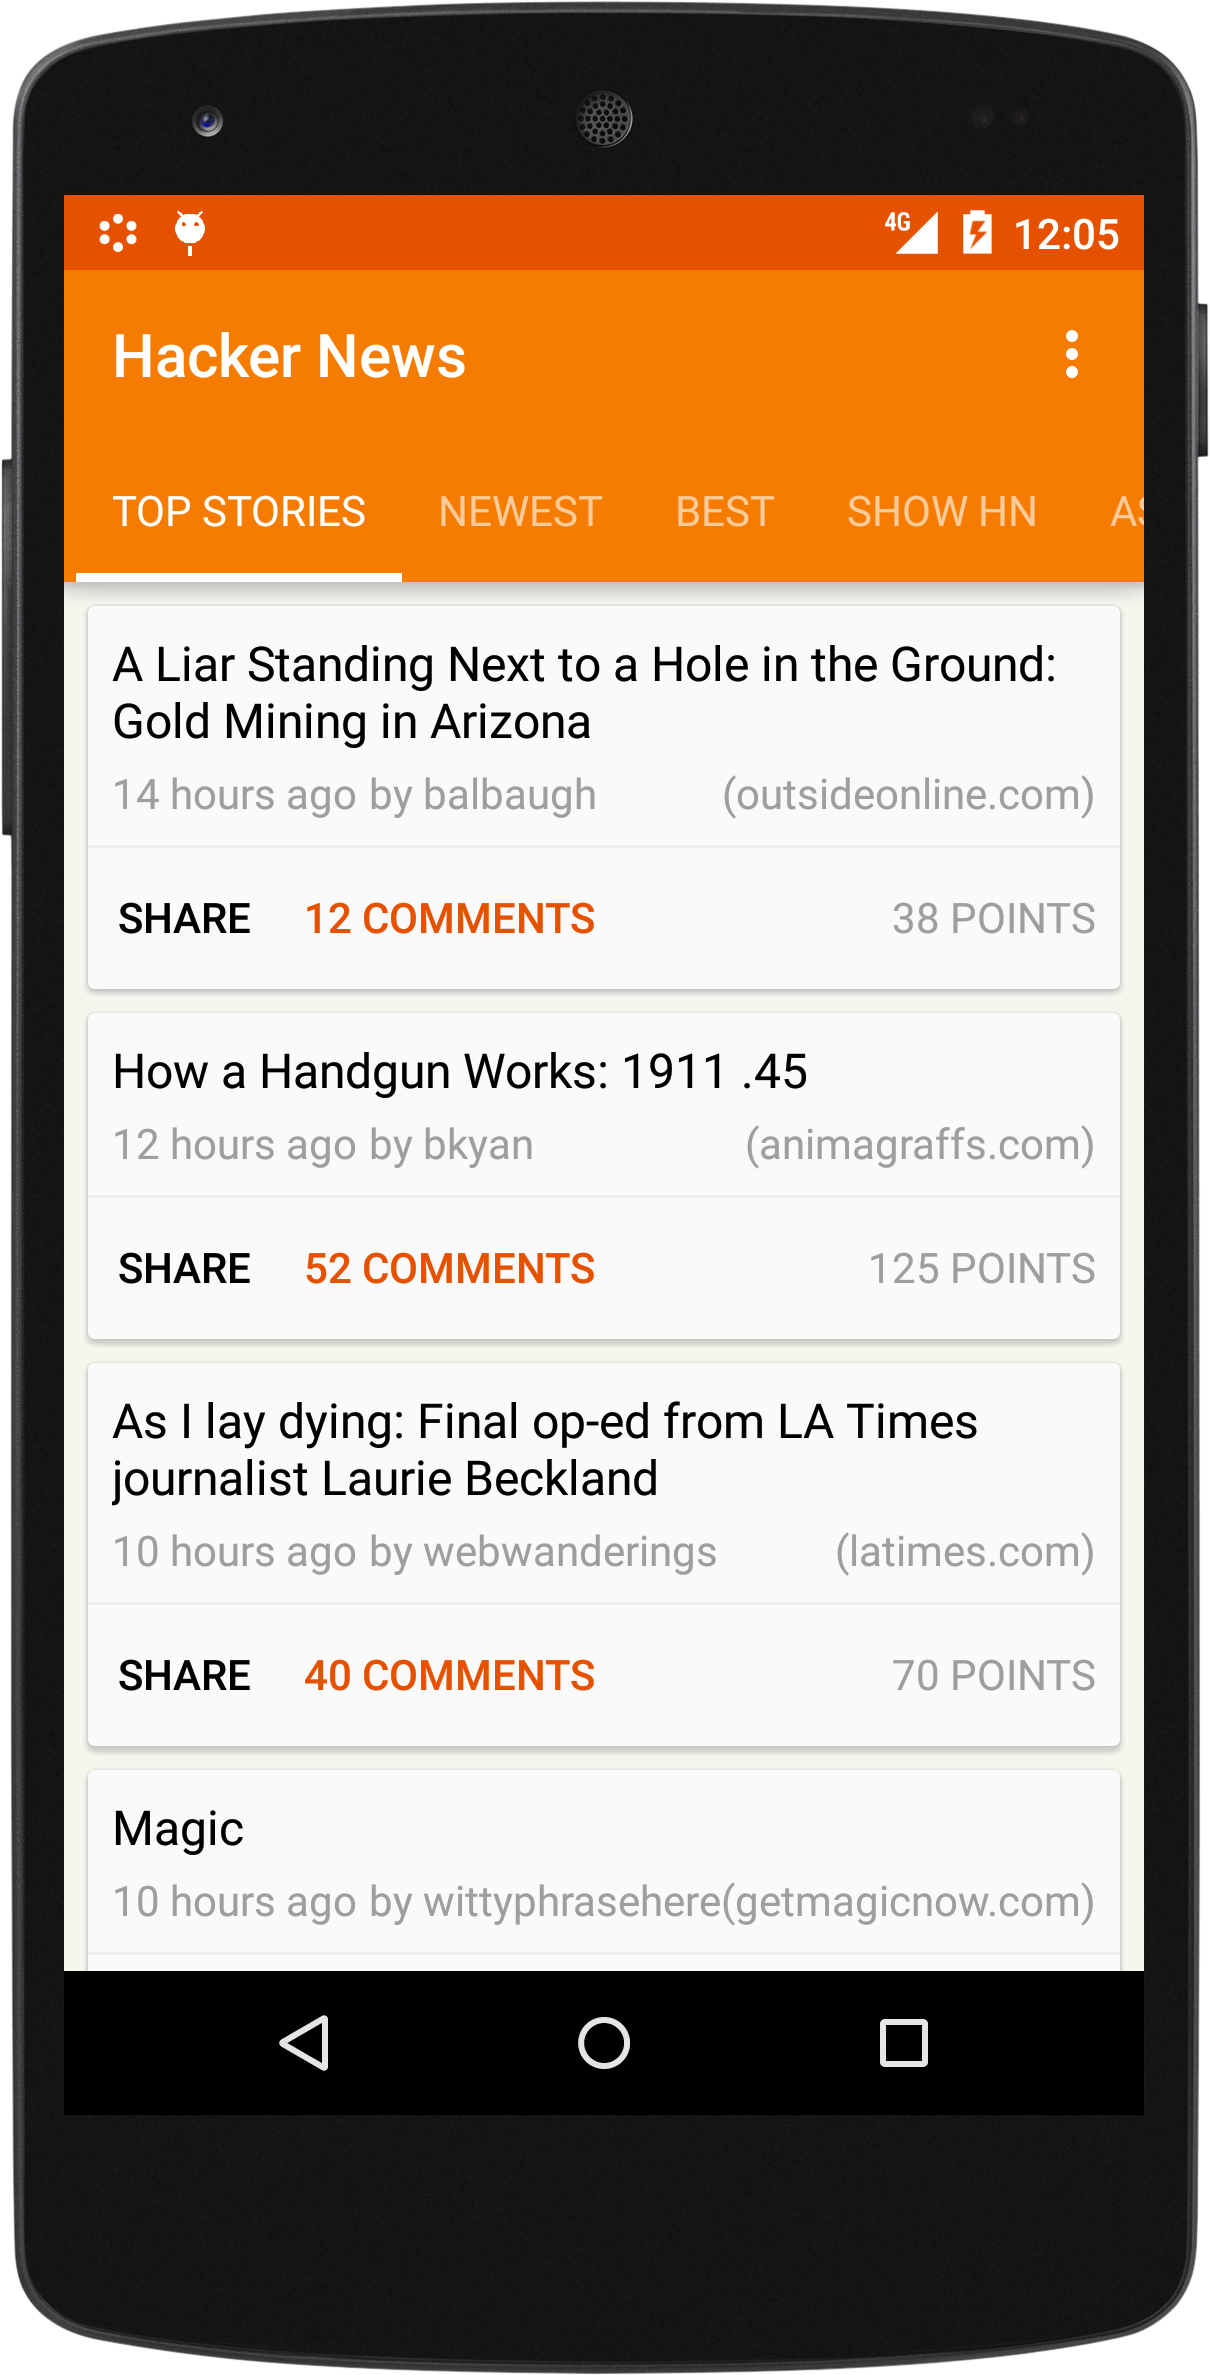 4G 12:05
Hacker News
TOP STORIES NEWEST BEST SHOW HN AS
A Liar Standing Next to a Hole in the Ground:
Gold Mining in Arizona
14 hours ago by balbaugh (outsideonline.com)
SHARE 12 COMMENTS 38 POINTS
How a Handgun Works: 1911 .45
12 hours ago by bkyan (animagraffs.com)
SHARE 52 COMMENTS 125 POINTS
As I lay dying: Final op-ed from LA Times
journalist Laurie Beckland
10 hours ago by webwanderings (latimes.com)
SHARE 40 COMMENTS 70 POINTS
Magic
10 hours ago by wittyphrasehere(getmagicnow.com)